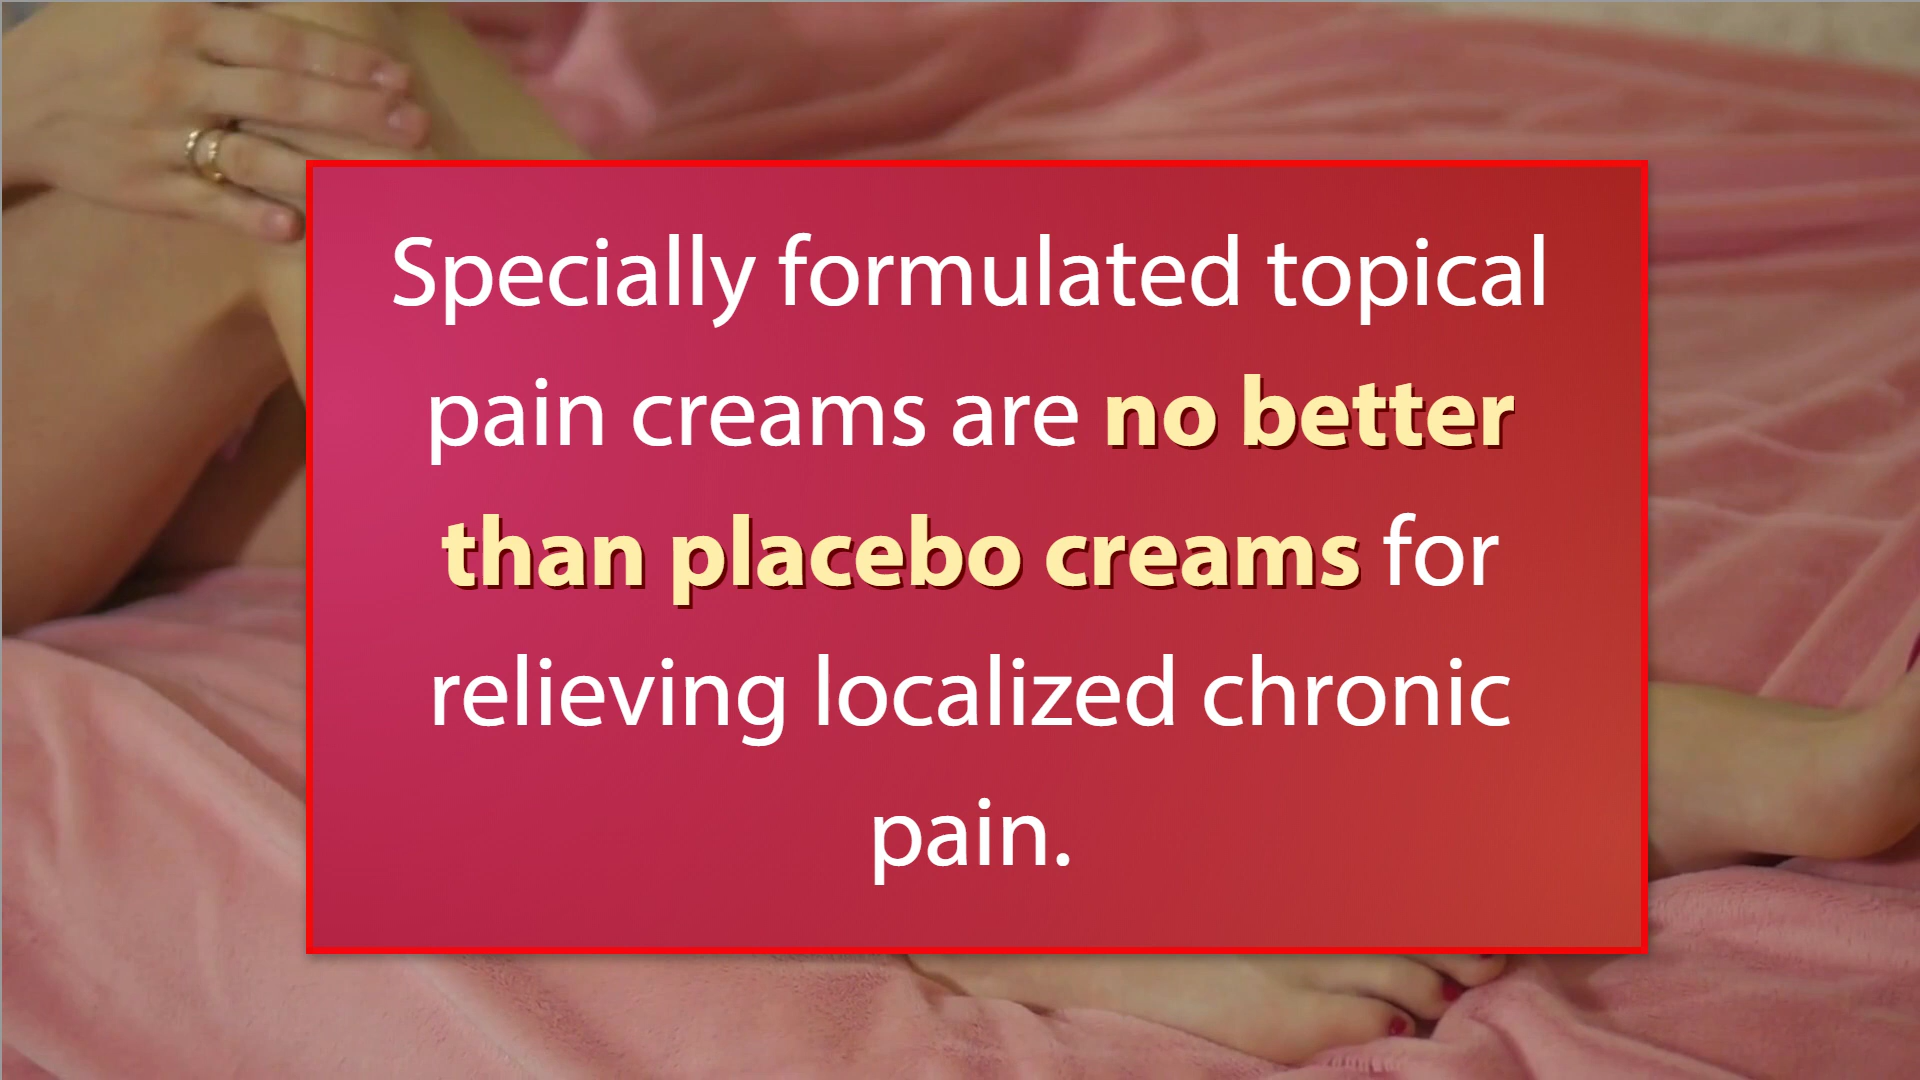 Specially formulated topical
pain creams are no better
than placebo creams for
relieving localized chronic
pain.